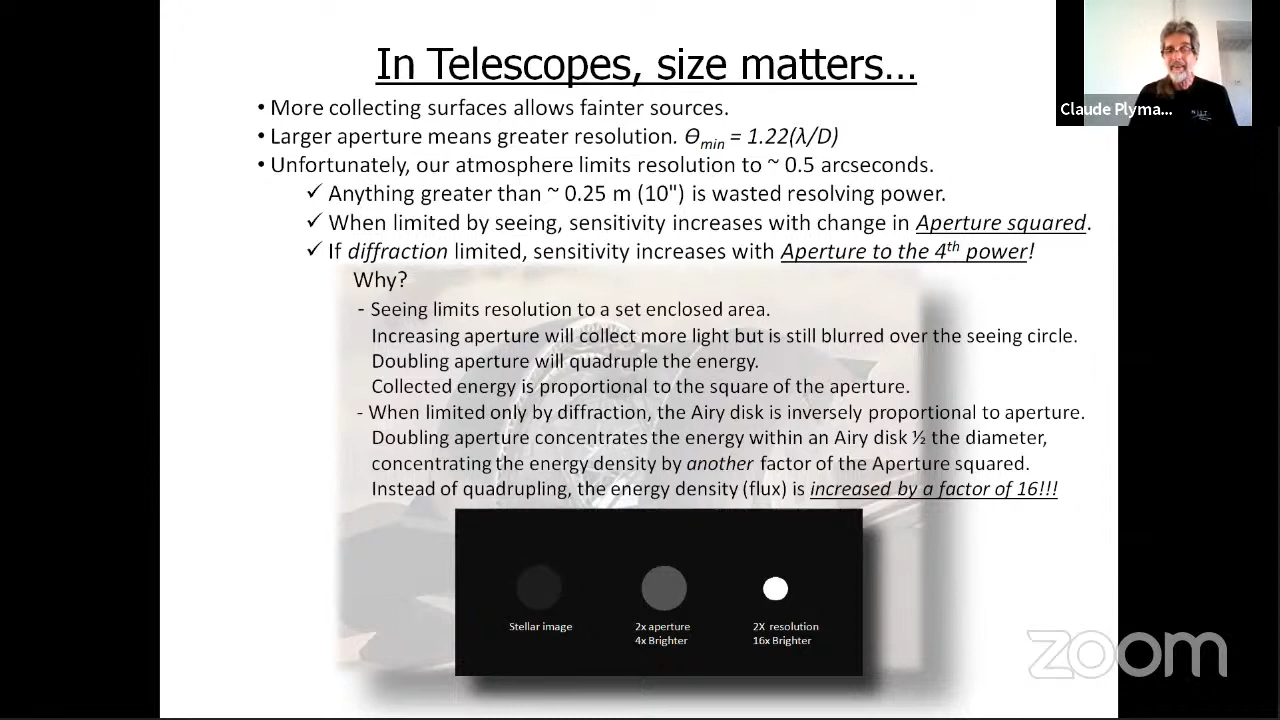 In Telescopes, size matters…
• More collecting surfaces allows fainter sources.
• Larger aperture means greater resolution. Θmin = 1.22(λ/D)
• Unfortunately, our atmosphere limits resolution to ~ 0.5 arcseconds.
✓ Anything greater than ~ 0.25 m (10") is wasted resolving power.
✓ When limited by seeing, sensitivity increases with change in Aperture squared.
✓ If diffraction limited, sensitivity increases with Aperture to the 4th power!
Why?
- Seeing limits resolution to a set enclosed area.
Increasing aperture will collect more light but is still blurred over the seeing circle.
Doubling aperture will quadruple the energy.
Collected energy is proportional to the square of the aperture.
- When limited only by diffraction, the Airy disk is inversely proportional to aperture.
Doubling aperture concentrates the energy within an Airy disk ½ the diameter,
concentrating the energy density by another factor of the Aperture squared.
Instead of quadrupling, the energy density (flux) is increased by a factor of 16!!!
Stellar image
2x aperture
4x Brighter
2X resolution
16x Brighter
Claude Plyma...
zoom